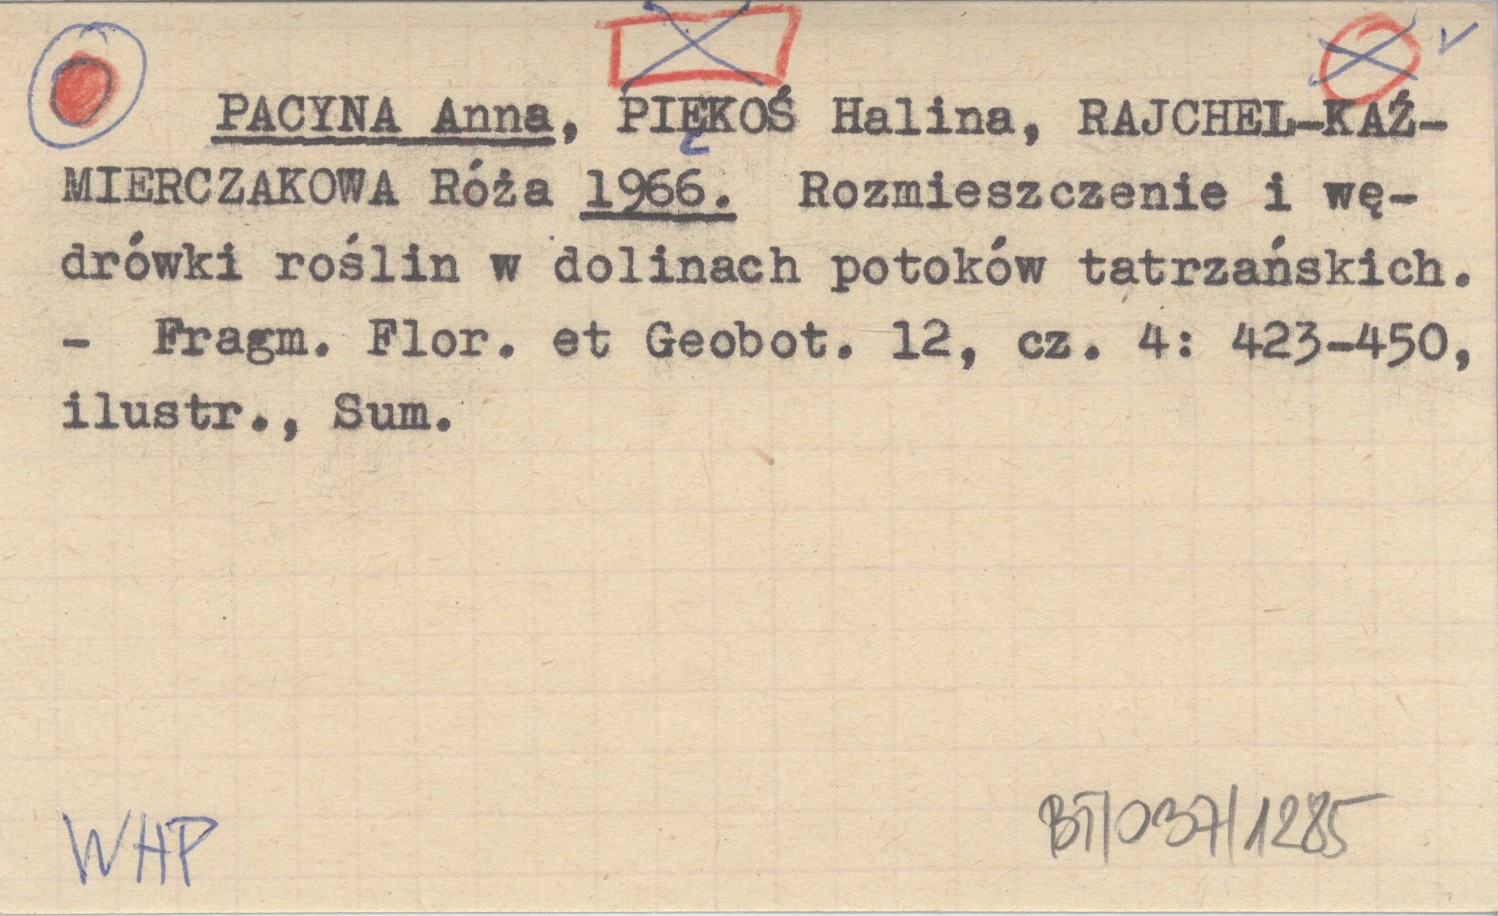 PACYNA Anna, PIĘKOŚ Halina, RAJCHEL-KAŹ-
MIERCZAKOWA Róża 1966. Rozmieszczenie i wę-
drówki roślin w dolinach potoków tatrzańskich.
- Fragm. Flor. et Geobot. 12, cz. 4: 423-450,
ilustr., Sum.
WHP
BT/037/1285